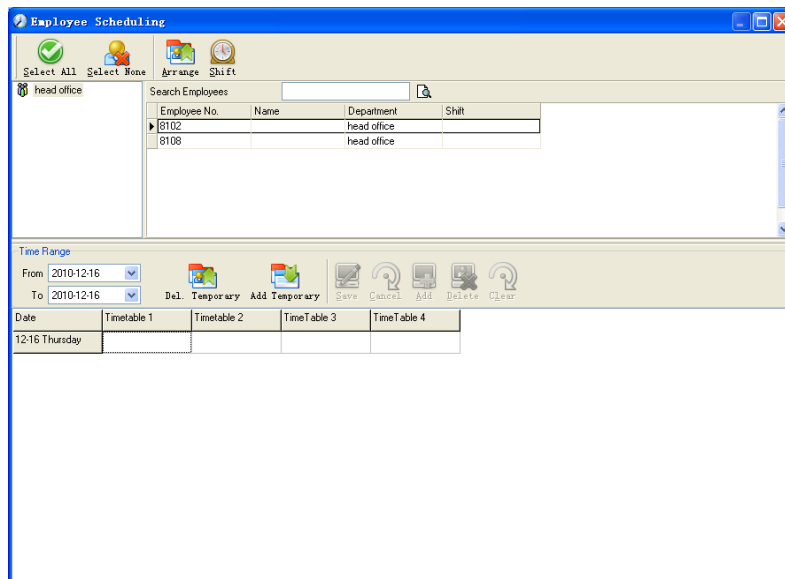 Employee Scheduling
Select All Select None Arrange Shift
head office
Search Employees
Employee No. Name Department Shift
8102 head office
8108 head office
Time Range
From 2010-12-16
To 2010-12-16
Del. Temporary Add Temporary Save Cancel Add Delete Clear
Date Timetable 1 Timetable 2 TimeTable 3 TimeTable 4
12-16 Thursday